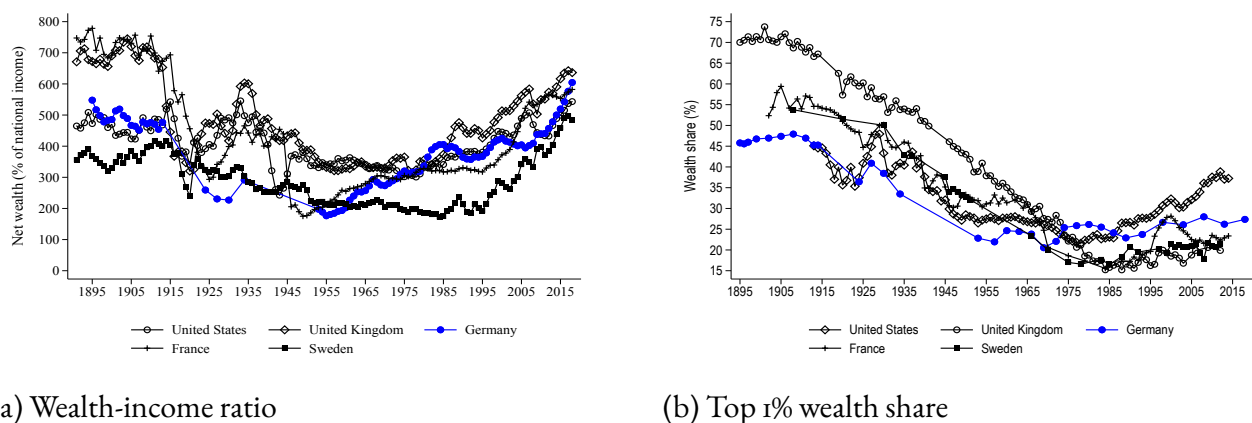 Net wealth (% of national income)
800
700
600
500
400
300
200
100
0
1895 1905 1915 1925 1935 1945 1955 1965 1975 1985 1995 2005 2015
United States United Kingdom Germany
France Sweden
a) Wealth-income ratio
Wealth share (%)
75
70
65
60
55
50
45
40
35
30
25
20
15
1895 1905 1915 1925 1935 1945 1955 1965 1975 1985 1995 2005 2015
United States United Kingdom Germany
France Sweden
(b) Top 1% wealth share